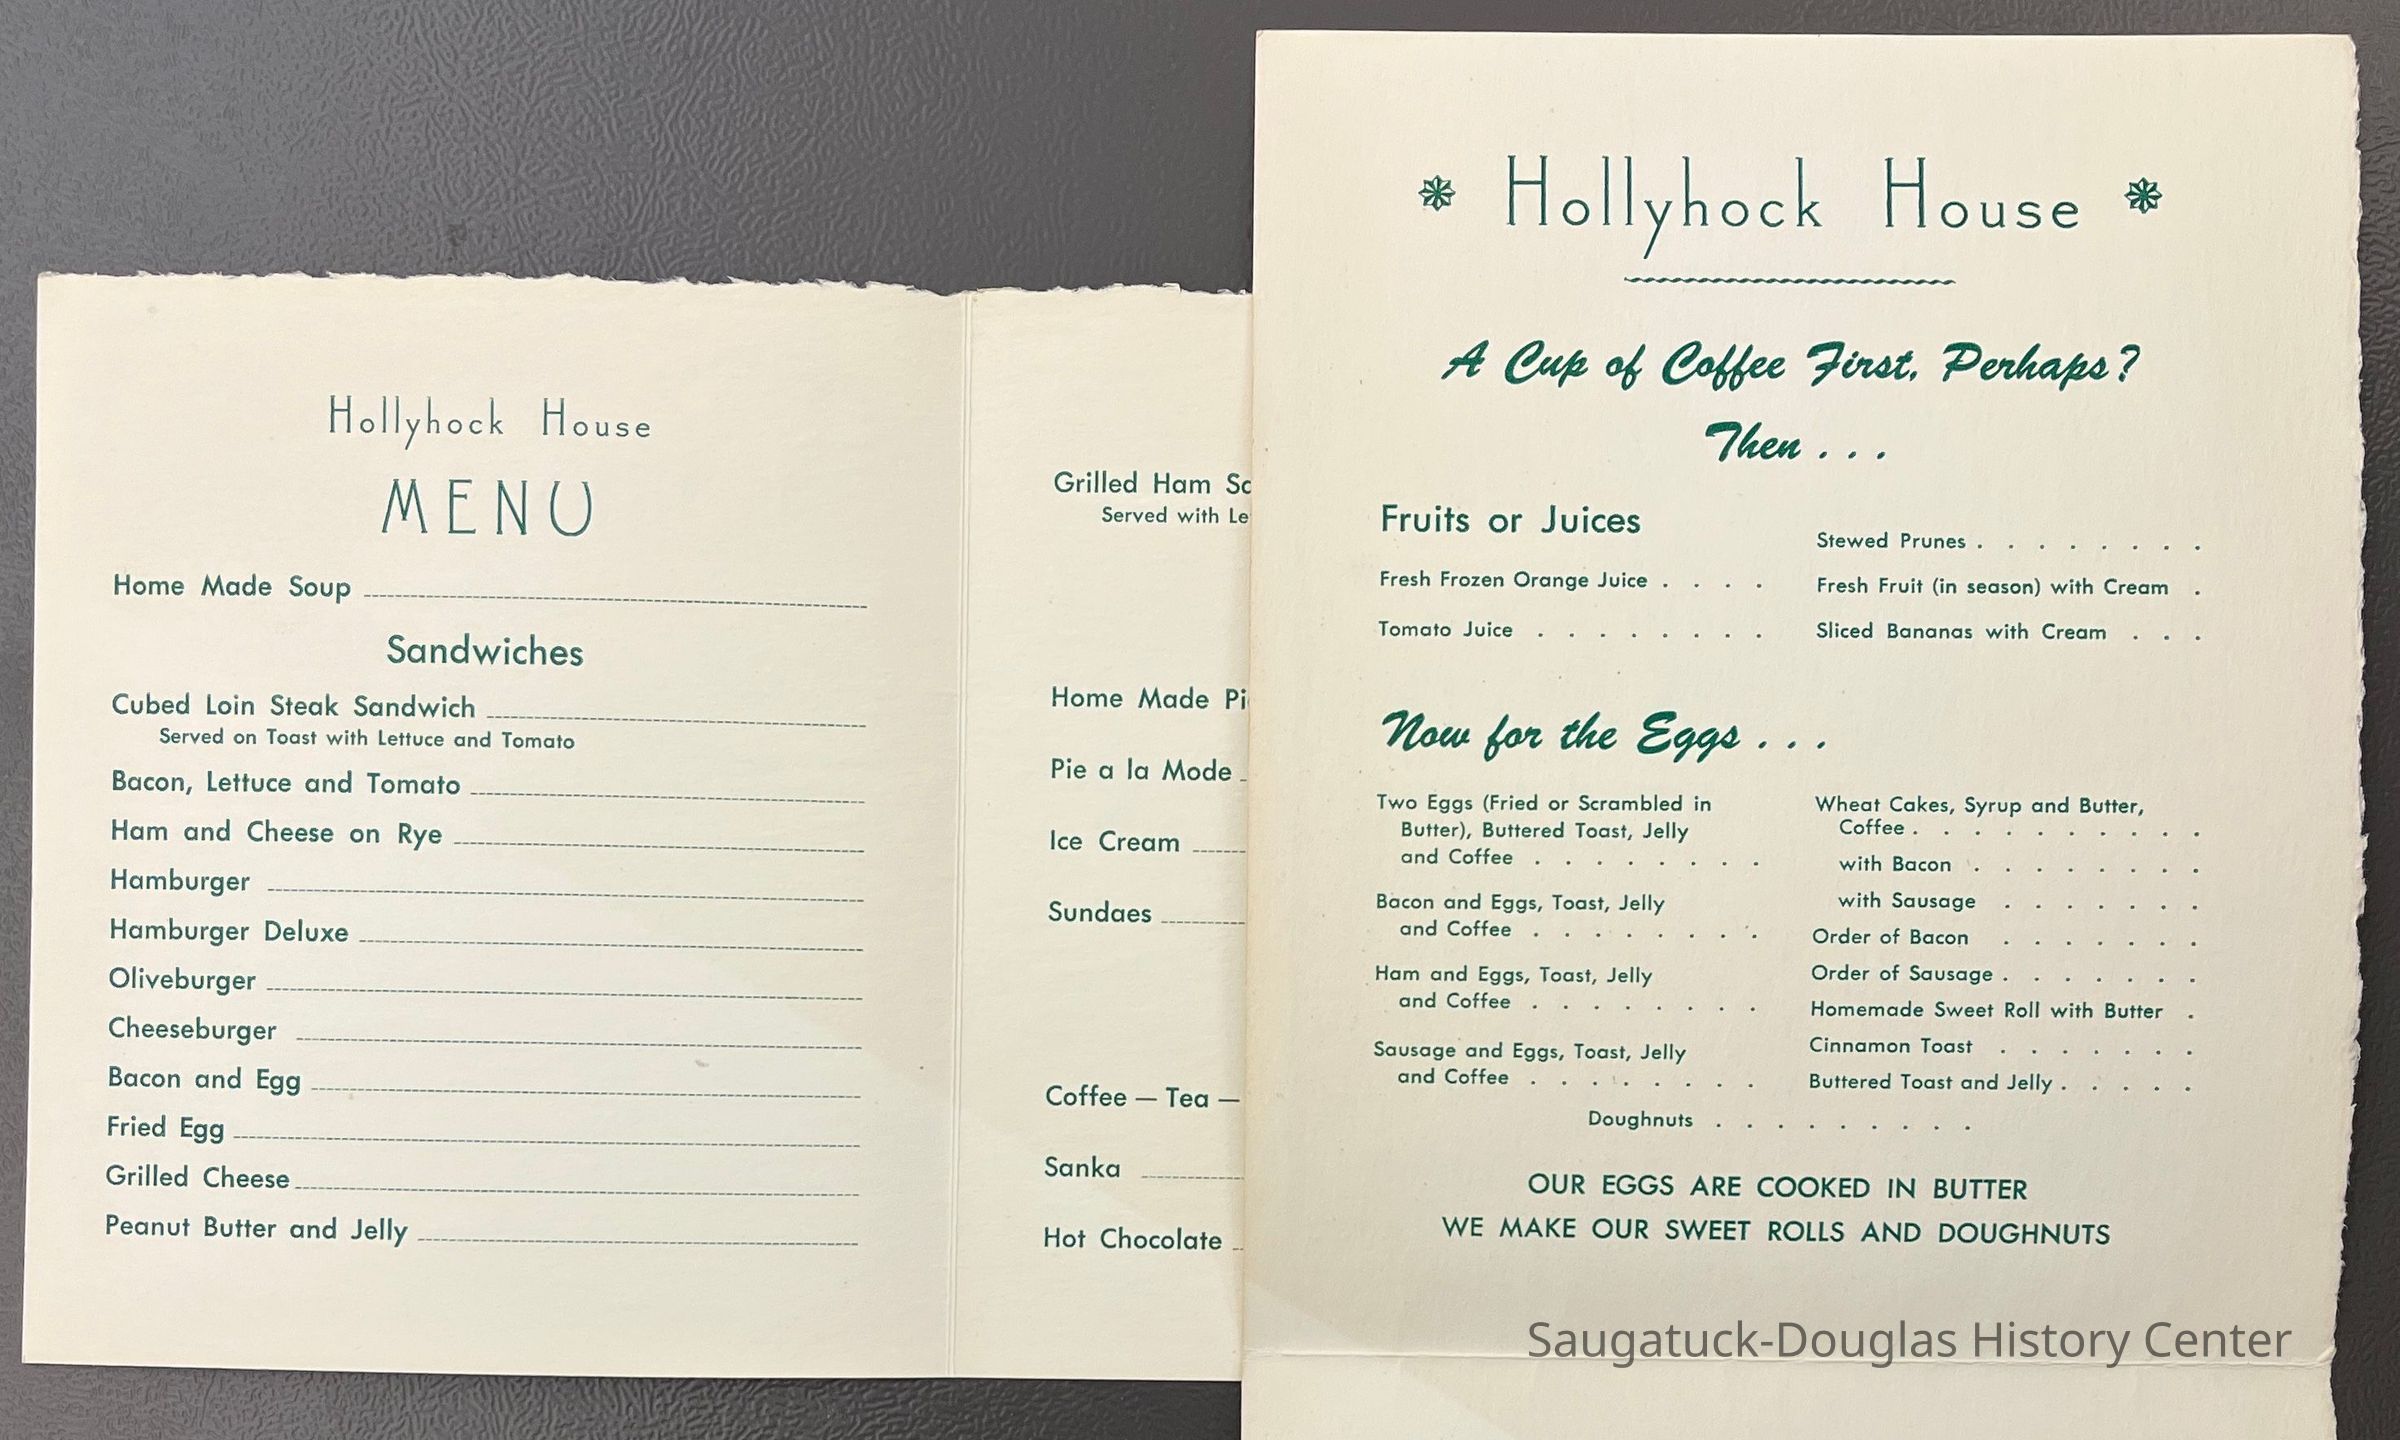 Hollyhock House
MENU
Home Made Soup
Sandwiches
Cubed Loin Steak Sandwich
Served on Toast with Lettuce and Tomato
Bacon, Lettuce and Tomato
Ham and Cheese on Rye
Hamburger
Hamburger Deluxe
Oliveburger
Cheeseburger
Bacon and Egg
Fried Egg
Grilled Cheese
Peanut Butter and Jelly
Grilled Ham
Served with
Home Made
Pie a la Mode
Ice Cream
Sundaes
Coffee — Tea —
Sanka
Hot Chocolate
Hollyhock House
A Cup of Coffee First, Perhaps?
Then . . .
Fruits or Juices
Fresh Frozen Orange Juice . . . .
Tomato Juice . . . . . . . .
Stewed Prunes . . . . . . . .
Fresh Fruit (in season) with Cream .
Sliced Bananas with Cream . . .
Now for the Eggs . . .
Two Eggs (Fried or Scrambled in
Butter), Buttered Toast, Jelly
and Coffee . . . . . . . .
Bacon and Eggs, Toast, Jelly
and Coffee . . . . . . . .
Ham and Eggs, Toast, Jelly
and Coffee . . . . . . . .
Sausage and Eggs, Toast, Jelly
and Coffee . . . . . . . .
Wheat Cakes, Syrup and Butter,
Coffee . . . . . . . . . .
with Bacon . . . . . . . .
with Sausage . . . . . . .
Order of Bacon . . . . . . .
Order of Sausage . . . . . . .
Homemade Sweet Roll with Butter .
Cinnamon Toast . . . . . . .
Buttered Toast and Jelly . . . . .
Doughnuts . . . . . . . . .
OUR EGGS ARE COOKED IN BUTTER
WE MAKE OUR SWEET ROLLS AND DOUGHNUTS
Saugatuck-Douglas History Center